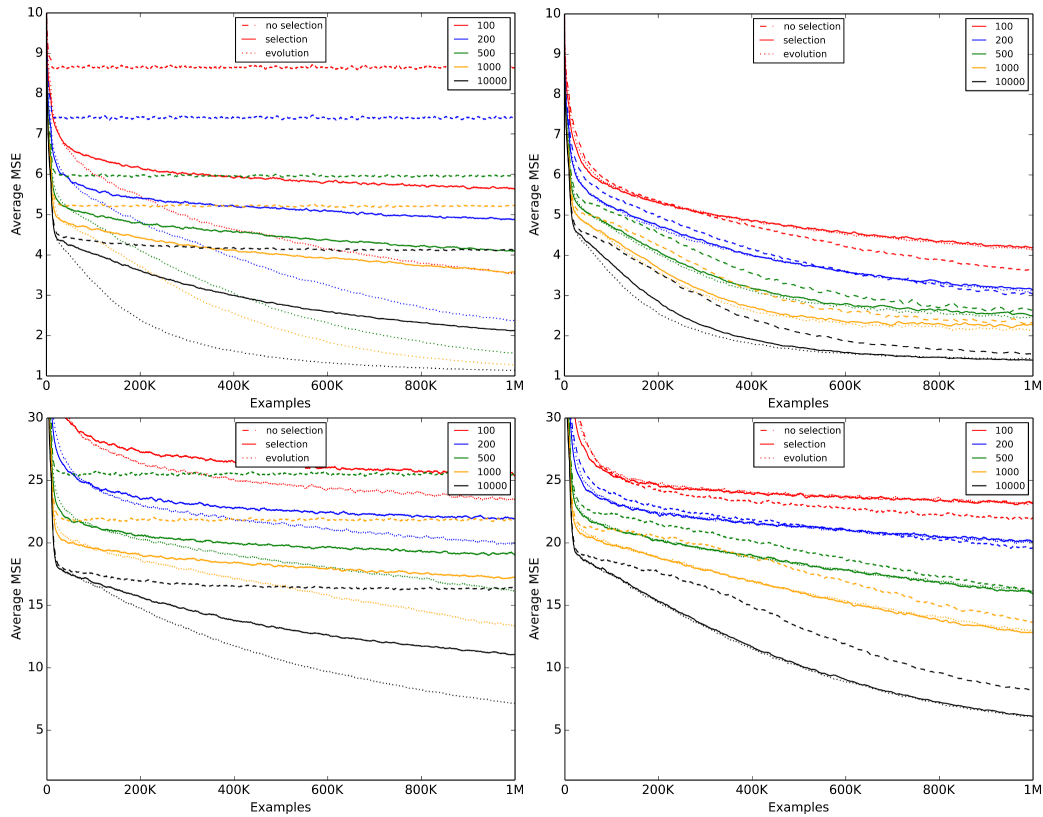 10
9
8
7
6
5
4
3
2
1
Average MSE
no selection
selection
evolution
100
200
500
1000
10000
0
200K
400K
600K
800K
1M
Examples
10
9
8
7
6
5
4
3
2
1
Average MSE
no selection
selection
evolution
100
200
500
1000
10000
0
200K
400K
600K
800K
1M
Examples
30
25
20
15
10
5
Average MSE
no selection
selection
evolution
100
200
500
1000
10000
0
200K
400K
600K
800K
1M
Examples
30
25
20
15
10
5
Average MSE
no selection
selection
evolution
100
200
500
1000
10000
0
200K
400K
600K
800K
1M
Examples